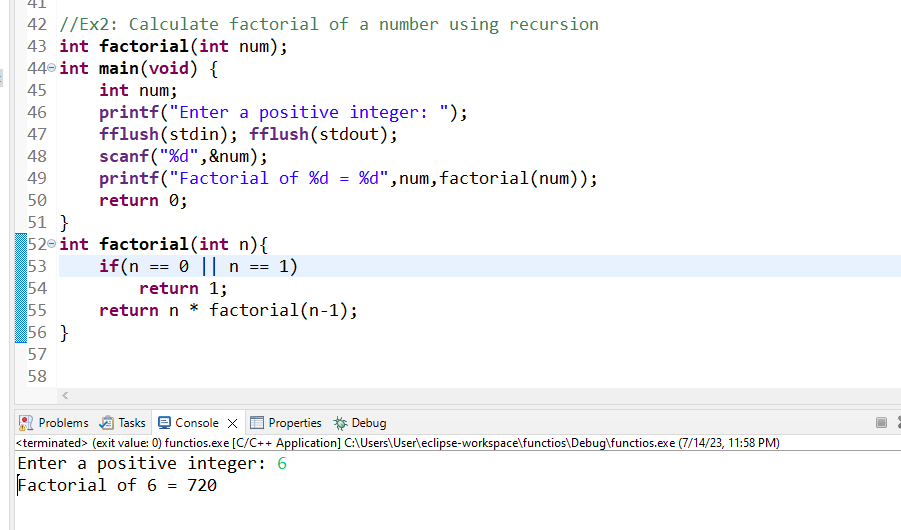 41
42 //Ex2: Calculate factorial of a number using recursion
43 int factorial(int num);
44 int main(void) {
45 int num;
46 printf("Enter a positive integer: ");
47 fflush(stdin); fflush(stdout);
48 scanf("%d",&num);
49 printf("Factorial of %d = %d",num,factorial(num));
50 return 0;
51 }
52 int factorial(int n){
53 if(n == 0 || n == 1)
54 return 1;
55 return n * factorial(n-1);
56 }
57
58
Problems Tasks Console Properties Debug
<terminated> (exit value: 0) functios.exe [C/C++ Application] C:\Users\User\eclipse-workspace\functios\Debug\functios.exe (7/14/23, 11:58 PM)
Enter a positive integer: 6
Factorial of 6 = 720